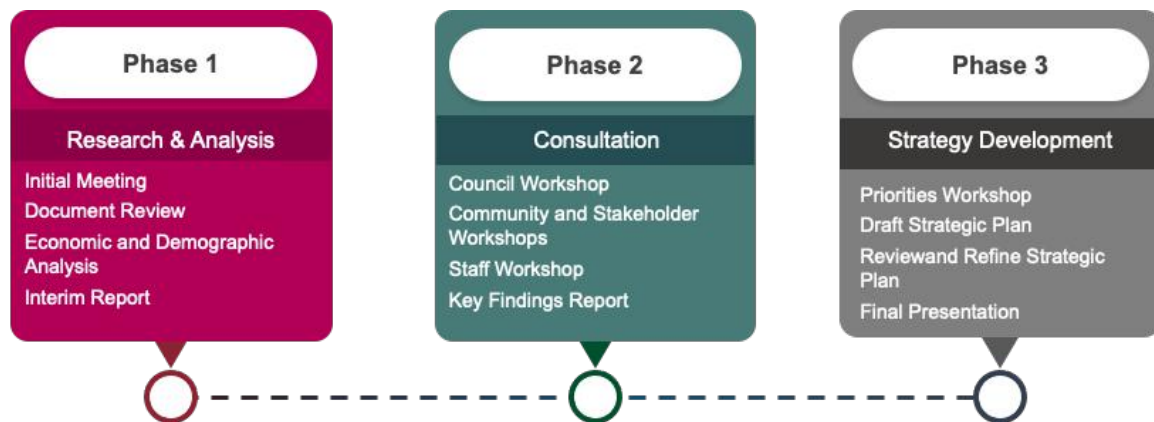 Phase 1
Research & Analysis
Initial Meeting
Document Review
Economic and Demographic
Analysis
Interim Report
Phase 2
Consultation
Council Workshop
Community and Stakeholder
Workshops
Staff Workshop
Key Findings Report
Phase 3
Strategy Development
Priorities Workshop
Draft Strategic Plan
Reviewand Refine Strategic
Plan
Final Presentation